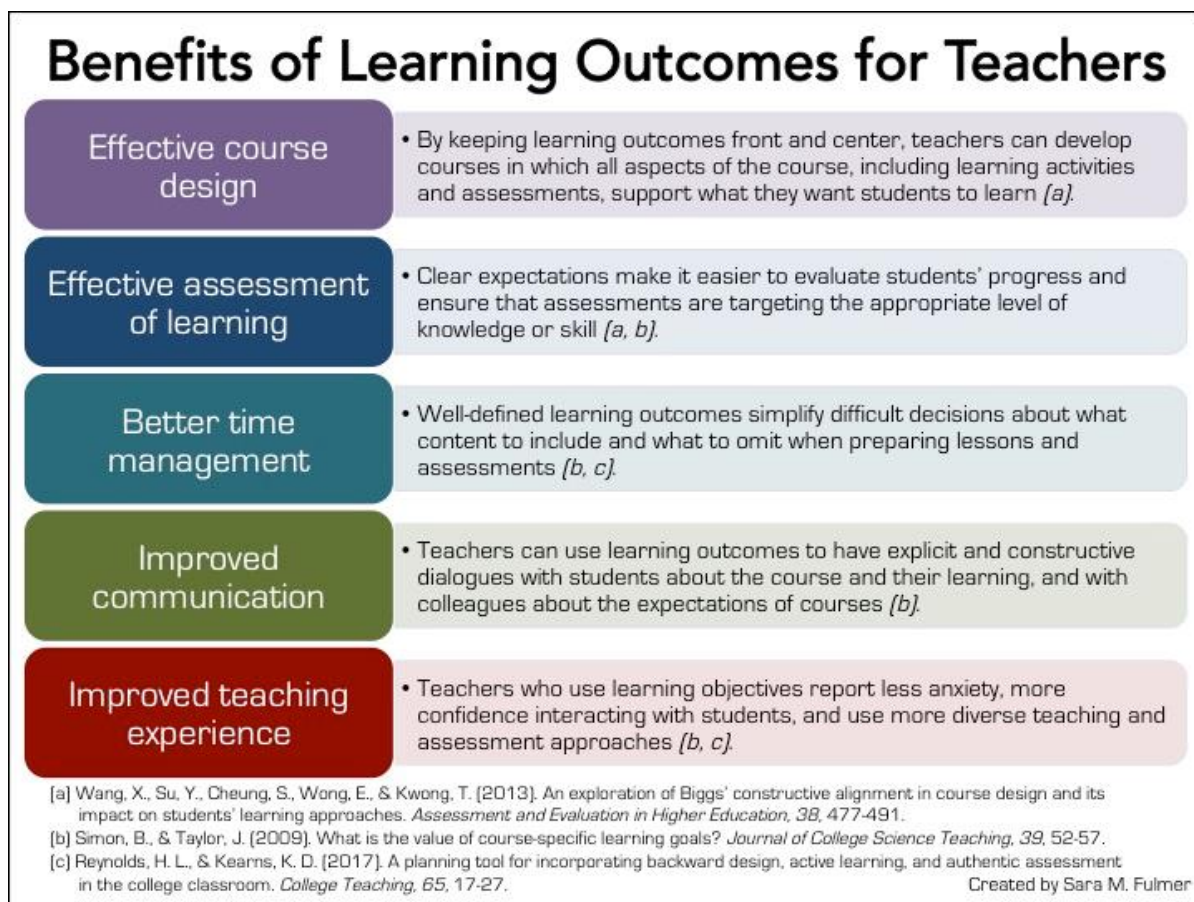 Benefits of Learning Outcomes for Teachers
Effective course
design
• By keeping learning outcomes front and center, teachers can develop
courses in which all aspects of the course, including learning activities
and assessments, support what they want students to learn (a).
Effective assessment
of learning
• Clear expectations make it easier to evaluate students' progress and
ensure that assessments are targeting the appropriate level of
knowledge or skill (a, b).
Better time
management
• Well-defined learning outcomes simplify difficult decisions about what
content to include and what to omit when preparing lessons and
assessments (b, c).
Improved
communication
• Teachers can use learning outcomes to have explicit and constructive
dialogues with students about the course and their learning, and with
colleagues about the expectations of courses (b).
Improved teaching
experience
• Teachers who use learning objectives report less anxiety, more
confidence interacting with students, and use more diverse teaching and
assessment approaches (b, c).
(a) Wang, X., Su, Y., Cheung, S., Wong, E., & Kwong, T. (2013). An exploration of Biggs' constructive alignment in course design and its
impact on students' learning approaches. Assessment and Evaluation in Higher Education, 38, 477-491.
(b) Simon, B., & Taylor, J. (2009). What is the value of course-specific learning goals? Journal of College Science Teaching, 39, 52-57.
(c) Reynolds, H. L., & Kearns, K. D. (2017). A planning tool for incorporating backward design, active learning, and authentic assessment
in the college classroom. College Teaching, 65, 17-27.
Created by Sara M. Fulmer